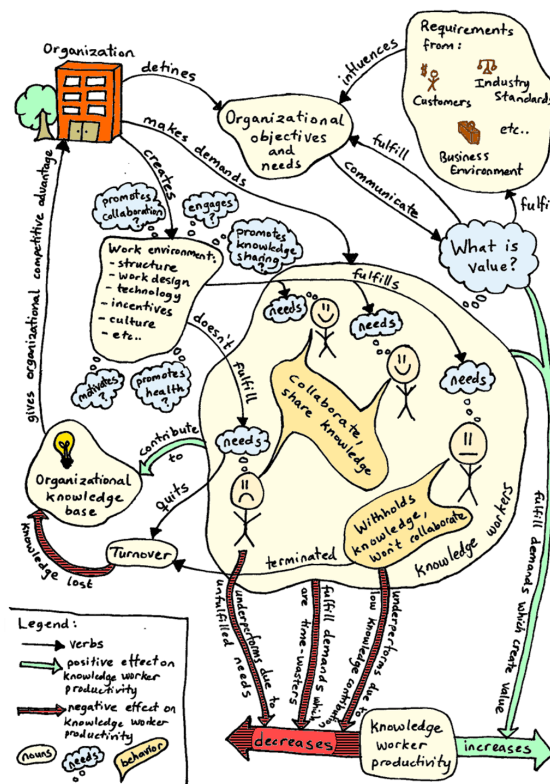 Organization
defines
makes demands
creates
influences
Requirements
from:
Customers
Industry
Standards
etc..
Business
Environment
Organizational
objectives
and
needs
fulfill
communicate
What is
value?
promotes
collaboration
?
engages
?
promotes
knowledge
sharing?
Work environment:
- structure
- work design
- technology
- incentives
- culture
- etc..
motivates
?
promotes
health?
fulfills
doesn't
fulfill
needs
needs
needs
needs
Collaborate,
share knowledge
Withholds
knowledge,
won't collaborate
Knowledge workers
gives organizational competitive advantage
Organizational
knowledge
base
contribute
to
quits
Turnover
terminated
knowledge lost
underperforms due to
unfulfilled needs
fulfill demands which
are time-wasters
underperforms due to
low knowledge contribution
fulfill demands which create value
decreases
Knowledge
worker
productivity
increases
Legend:
verbs
positive effect on
knowledge worker
productivity
negative effect on
knowledge worker
productivity
nouns
needs
behavior